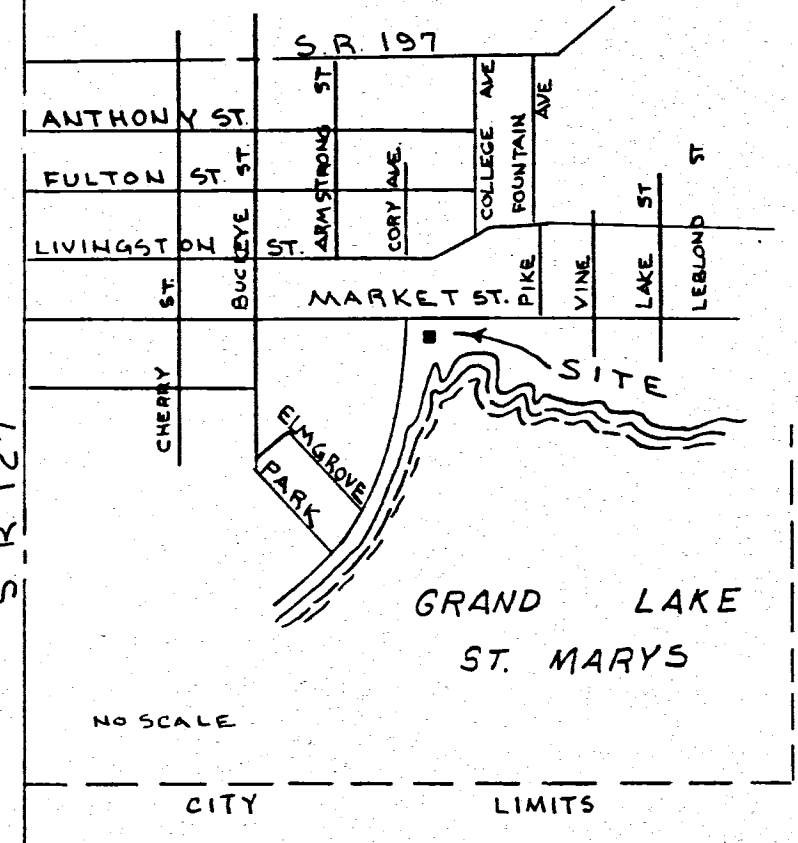 S.R. 197
ANTHONY ST.
FULTON ST.
LIVINGSTON ST.
MARKET ST.
CHERRY ST.
BUCKEYE ST.
ARMSTRONG ST
CORY AVE.
COLLEGE AVE
FOUNTAIN AVE
PIKE
VINE
LAKE ST
LEBLOND ST
SITE
ELMGROVE
PARK
S R 127
GRAND LAKE
ST. MARYS
NO SCALE
CITY LIMITS